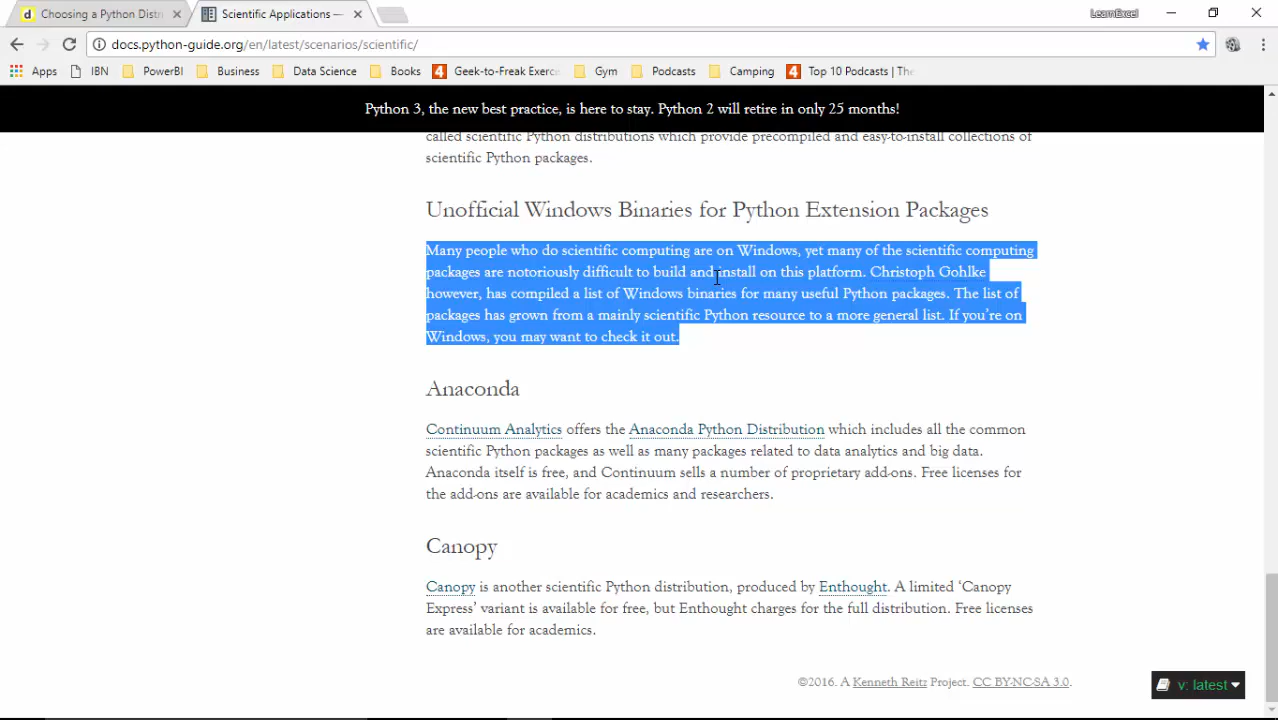 Choosing a Python Distr
Scientific Applications —
LearnExcel
docs.python-guide.org/en/latest/scenarios/scientific/
Apps IBN PowerBI Business Data Science Books 4 Geek-to-Freak Exerc Gym Podcasts Camping 4 Top 10 Podcasts | The
Python 3, the new best practice, is here to stay. Python 2 will retire in only 25 months!
called scientific Python distributions which provide precompiled and easy-to-install collections of
scientific Python packages.
Unofficial Windows Binaries for Python Extension Packages
Many people who do scientific computing are on Windows, yet many of the scientific computing
packages are notoriously difficult to build and install on this platform. Christoph Gohlke
however, has compiled a list of Windows binaries for many useful Python packages. The list of
packages has grown from a mainly scientific Python resource to a more general list. If you’re on
Windows, you may want to check it out.
Anaconda
Continuum Analytics offers the Anaconda Python Distribution which includes all the common
scientific Python packages as well as many packages related to data analytics and big data.
Anaconda itself is free, and Continuum sells a number of proprietary add-ons. Free licenses for
the add-ons are available for academics and researchers.
Canopy
Canopy is another scientific Python distribution, produced by Enthought. A limited ‘Canopy
Express’ variant is available for free, but Enthought charges for the full distribution. Free licenses
are available for academics.
©2016. A Kenneth Reitz Project. CC BY-NC-SA 3.0.
v: latest